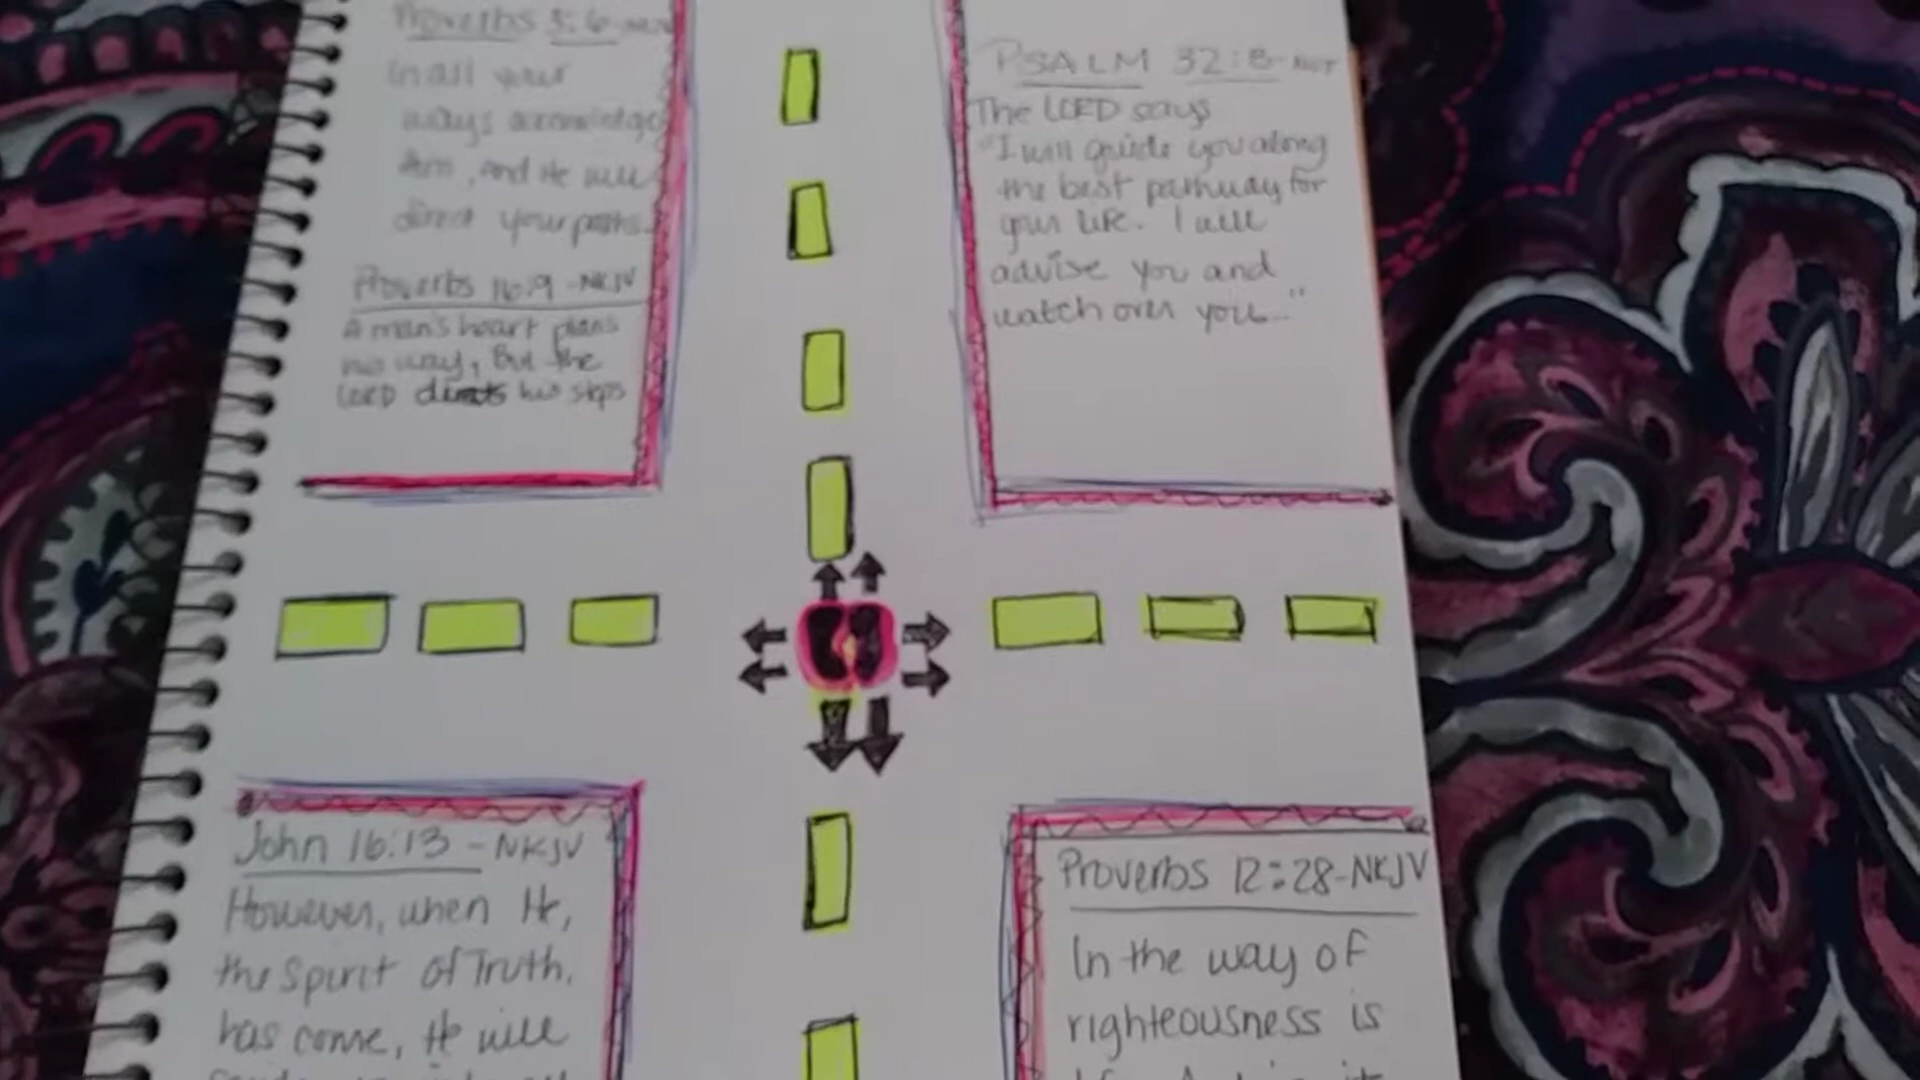 Proverbs 3:6-NKJV
In all your
ways acknowledge
Him, and He will
direct your paths.
Proverbs 16:9 -NKJV
A man's heart plans
his way, But the
LORD directs his steps
PSALM 32:8-NLT
The LORD says
"I will guide you along
the best pathway for
your life. I will
advise you and
watch over you..."
John 16:13 -NKJV
However, when He,
the Spirit of Truth,
has come, He will
Proverbs 12:28-NKJV
In the way of
righteousness is